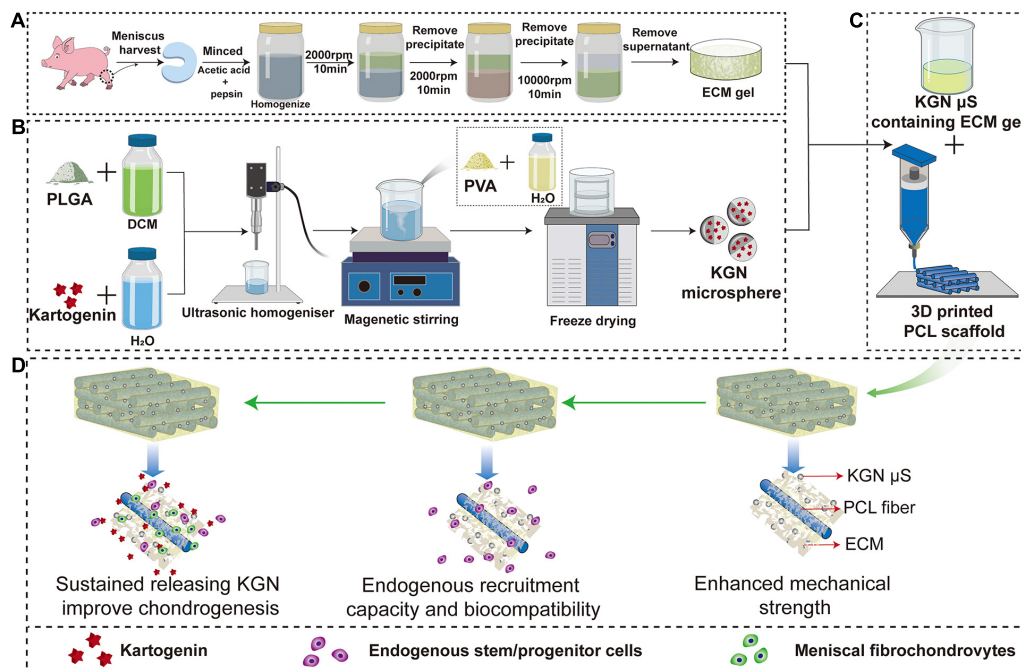 A
Meniscus
harvest
Minced
Acetic acid
+
pepsin
Homogenize
2000rpm
10min
Remove
precipitate
2000rpm
10min
Remove
precipitate
10000rpm
10min
Remove
supernatant
ECM gel
B
PLGA
+
DCM
Kartogenin
+
H₂O
Ultrasonic homogeniser
Magenetic stirring
PVA
+
H₂O
Freeze drying
KGN
microsphere
C
KGN µS
containing ECM ge
+
3D printed
PCL scaffold
D
Sustained releasing KGN
improve chondrogenesis
Endogenous recruitment
capacity and biocompatibility
KGN µS
PCL fiber
ECM
Enhanced mechanical
strength
Kartogenin
Endogenous stem/progenitor cells
Meniscal fibrochondrovytes